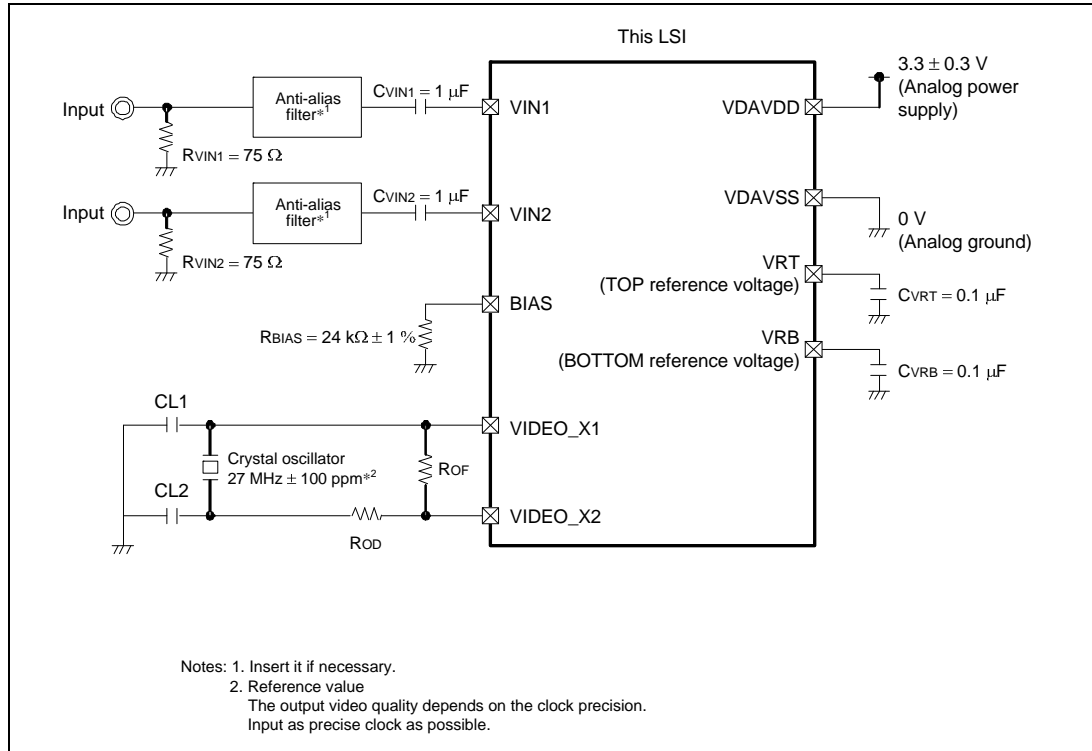 This LSI
Input
Anti-alias
filter*1
CVIN1 = 1 μF
RVIN1 = 75 Ω
VIN1
Input
Anti-alias
filter*1
CVIN2 = 1 μF
RVIN2 = 75 Ω
VIN2
RBIAS = 24 kΩ ± 1 %
BIAS
CL1
Crystal oscillator
27 MHz ± 100 ppm*2
CL2
ROF
ROD
VIDEO_X1
VIDEO_X2
VDAVDD
3.3 ± 0.3 V
(Analog power
supply)
VDAVSS
0 V
(Analog ground)
VRT
(TOP reference voltage)
CVRT = 0.1 μF
VRB
(BOTTOM reference voltage)
CVRB = 0.1 μF
Notes: 1. Insert it if necessary.
2. Reference value
The output video quality depends on the clock precision.
Input as precise clock as possible.